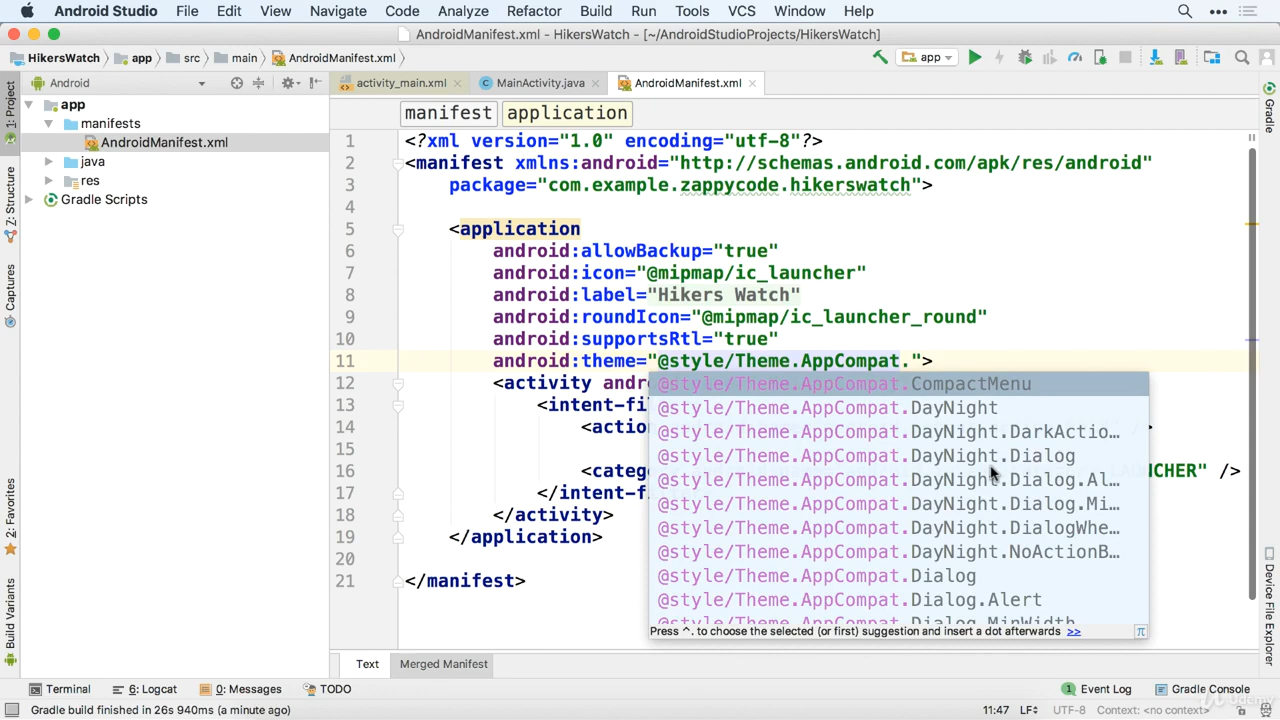 Android Studio File Edit View Navigate Code Analyze Refactor Build Run Tools VCS Window Help
AndroidManifest.xml - HikersWatch - [~/AndroidStudioProjects/HikersWatch]
HikersWatch app src main AndroidManifest.xml app
Android activity_main.xml MainActivity.java AndroidManifest.xml
1: Project
Z: Structure
Captures
2: Favorites
Build Variants
app
manifests
AndroidManifest.xml
java
res
Gradle Scripts
manifest application
1 <?xml version="1.0" encoding="utf-8"?>
2 <manifest xmlns:android="http://schemas.android.com/apk/res/android"
3 package="com.example.zappycode.hikerswatch">
4
5 <application
6 android:allowBackup="true"
7 android:icon="@mipmap/ic_launcher"
8 android:label="Hikers Watch"
9 android:roundIcon="@mipmap/ic_launcher_round"
10 android:supportsRtl="true"
11 android:theme="@style/Theme.AppCompat.">
12 <activity andr
13 <intent-fi
14 <actio />
15
16 <categ NCHER" />
17 </intent-f
18 </activity>
19 </application>
20
21 </manifest>
@style/Theme.AppCompat.CompactMenu
@style/Theme.AppCompat.DayNight
@style/Theme.AppCompat.DayNight.DarkActio…
@style/Theme.AppCompat.DayNight.Dialog
@style/Theme.AppCompat.DayNight.Dialog.Al…
@style/Theme.AppCompat.DayNight.Dialog.Mi…
@style/Theme.AppCompat.DayNight.DialogWhe…
@style/Theme.AppCompat.DayNight.NoActionB…
@style/Theme.AppCompat.Dialog
@style/Theme.AppCompat.Dialog.Alert
@style/Theme.AppCompat.Dialog.MinWidth
Press ^. to choose the selected (or first) suggestion and insert a dot afterwards >> π
Gradle
Device File Explorer
Text Merged Manifest
Terminal 6: Logcat 0: Messages TODO 1 Event Log Gradle Console
Gradle build finished in 26s 940ms (a minute ago) 11:47 LF÷ UTF-8 Context: <no context>
Udemy